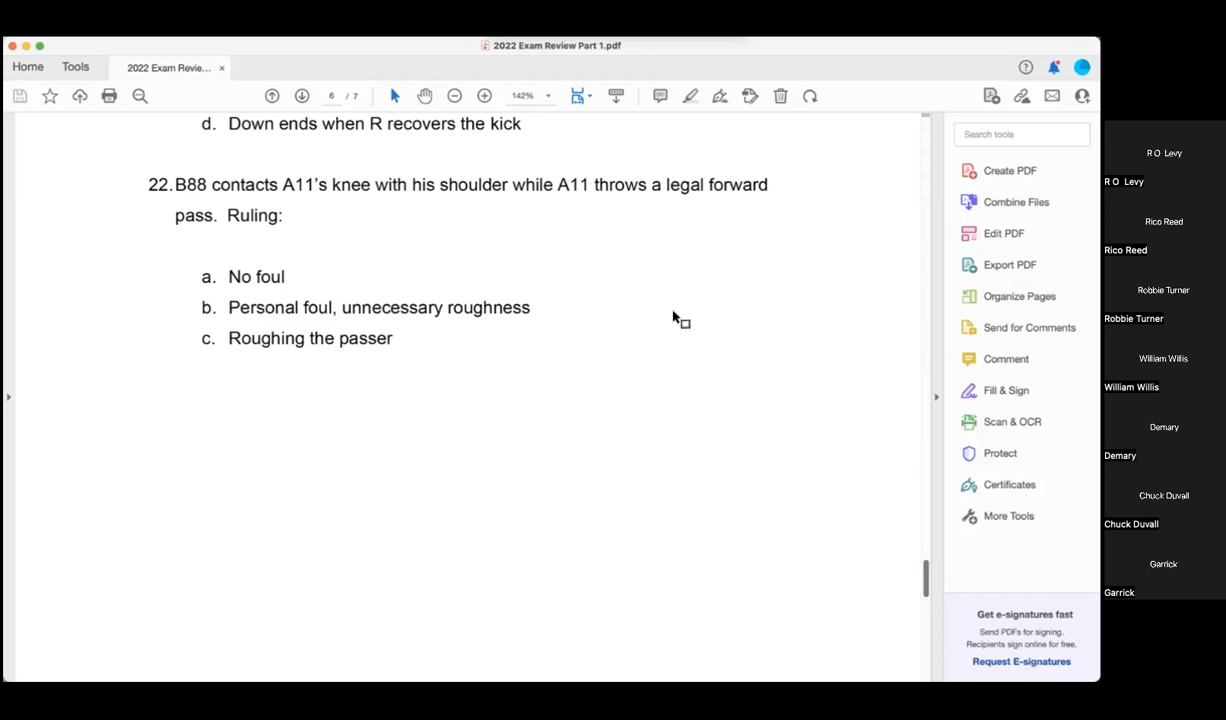 2022 Exam Review Part 1.pdf
Home
Tools
2022 Exam Revie... ×
6 / 7
142%
d. Down ends when R recovers the kick
22. B88 contacts A11's knee with his shoulder while A11 throws a legal forward
pass. Ruling:
a. No foul
b. Personal foul, unnecessary roughness
c. Roughing the passer
Search tools
Create PDF
Combine Files
Edit PDF
Export PDF
Organize Pages
Send for Comments
Comment
Fill & Sign
Scan & OCR
Protect
Certificates
More Tools
Get e-signatures fast
Send PDFs for signing.
Recipients sign online for free.
Request E-signatures
R O Levy
R O Levy
Rico Reed
Rico Reed
Robbie Turner
Robbie Turner
William Willis
William Willis
Demary
Demary
Chuck Duvall
Chuck Duvall
Garrick
Garrick